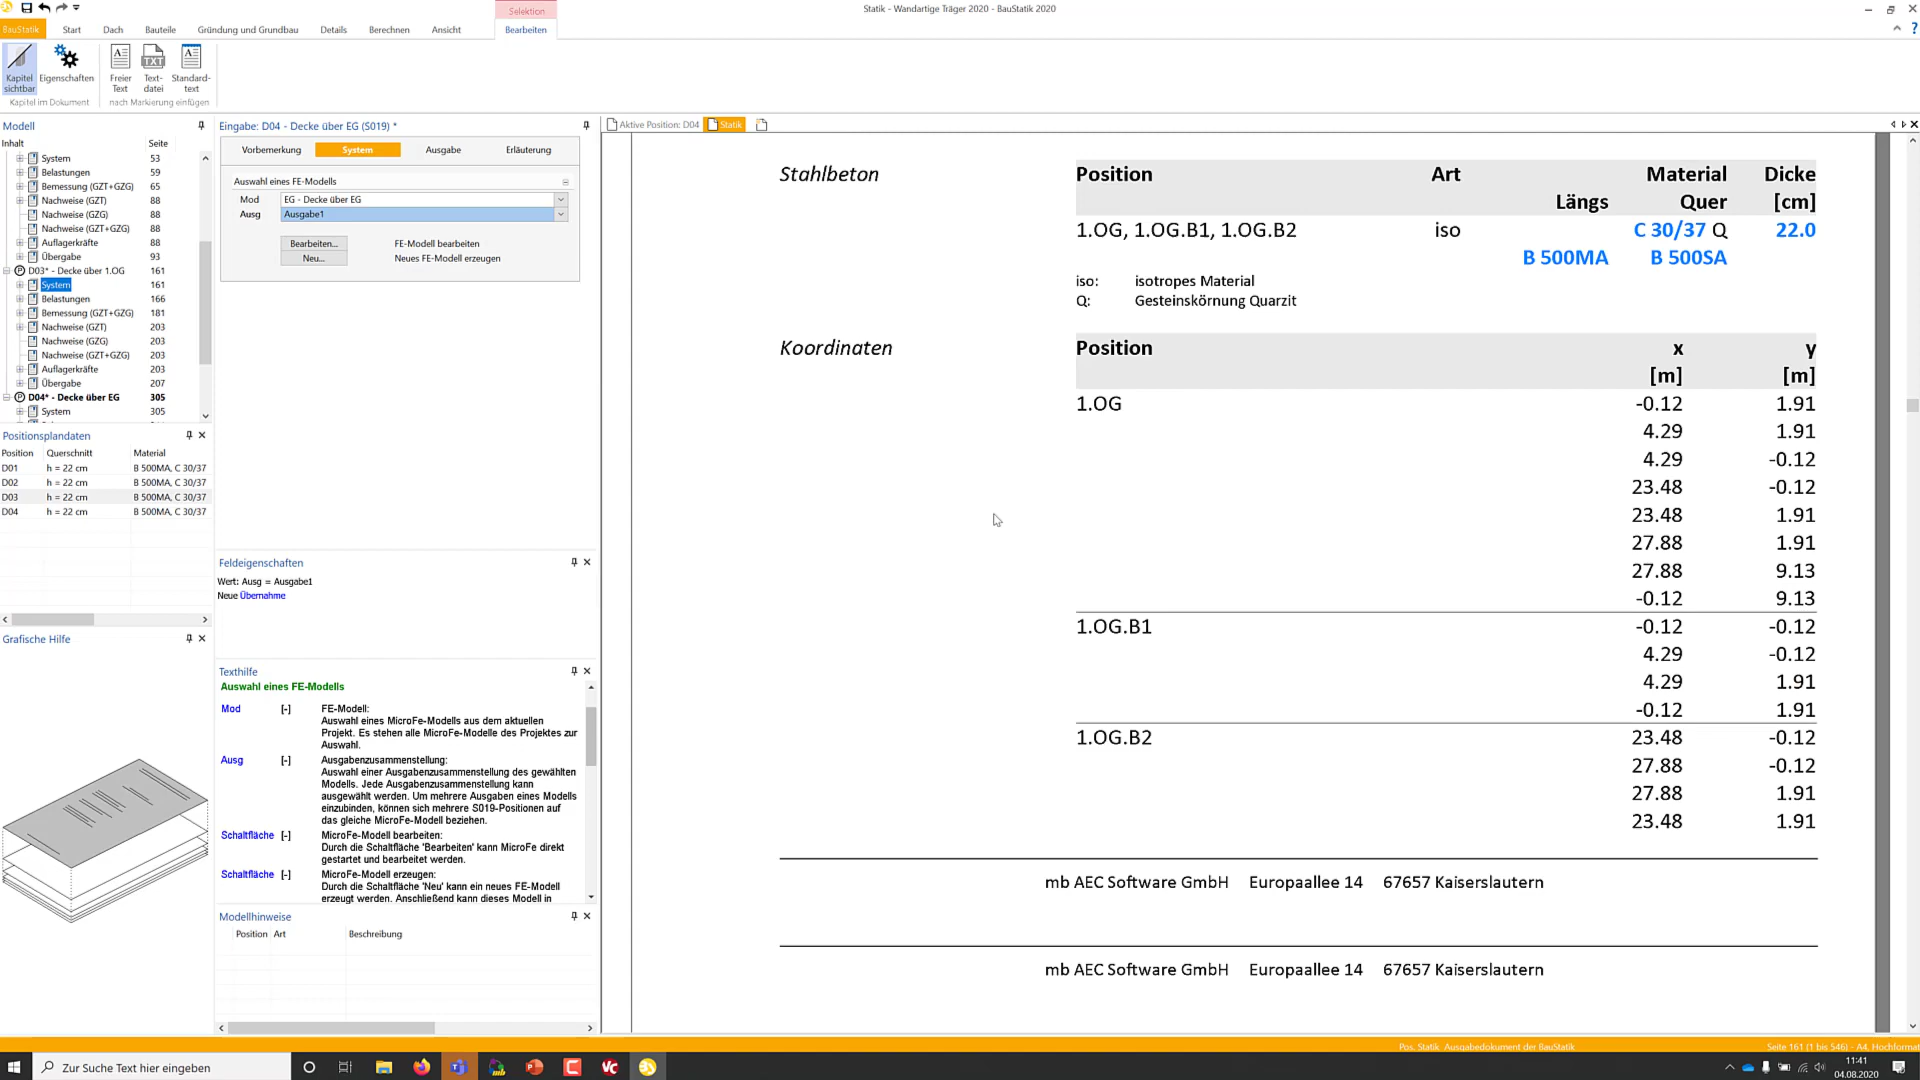 Statik - Wandartige Träger 2020 - BauStatik 2020
Selektion
BauStatik Start Dach Bauteile Gründung und Grundbau Details Berechnen Ansicht Bearbeiten
Kapitel sichtbar
Eigenschaften
Freier Text
Text-datei
Standard-text
Kapitel im Dokument
nach Markierung einfügen
Modell
Inhalt Seite
System 53
Belastungen 59
Bemessung (GZT+GZG) 65
Nachweise (GZT) 88
Nachweise (GZG) 88
Nachweise (GZT+GZG) 88
Auflagerkräfte 88
Übergabe 93
D03* - Decke über 1.OG 161
System 161
Belastungen 166
Bemessung (GZT+GZG) 181
Nachweise (GZT) 203
Nachweise (GZG) 203
Nachweise (GZT+GZG) 203
Auflagerkräfte 203
Übergabe 207
D04* - Decke über EG 305
System 305
Positionsplandaten
Position Querschnitt Material
D01 h = 22 cm B 500MA, C 30/37
D02 h = 22 cm B 500MA, C 30/37
D03 h = 22 cm B 500MA, C 30/37
D04 h = 22 cm B 500MA, C 30/37
Grafische Hilfe
Eingabe: D04 - Decke über EG (S019) *
Vorbemerkung System Ausgabe Erläuterung
Auswahl eines FE-Modells
Mod EG - Decke über EG
Ausg Ausgabe1
Bearbeiten... FE-Modell bearbeiten
Neu... Neues FE-Modell erzeugen
Feldeigenschaften
Wert: Ausg = Ausgabe1
Neue Übernahme
Texthilfe
Auswahl eines FE-Modells
Mod [-] FE-Modell:
Auswahl eines MicroFe-Modells aus dem aktuellen
Projekt. Es stehen alle MicroFe-Modelle des Projektes zur
Auswahl.
Ausg [-] Ausgabenzusammenstellung:
Auswahl einer Ausgabenzusammenstellung des gewählten
Modells. Jede Ausgabenzusammenstellung kann
ausgewählt werden. Um mehrere Ausgaben eines Modells
einzubinden, können sich mehrere S019-Positionen auf
das gleiche MicroFe-Modell beziehen.
Schaltfläche [-] MicroFe-Modell bearbeiten:
Durch die Schaltfläche 'Bearbeiten' kann MicroFe direkt
gestartet und bearbeitet werden.
Schaltfläche [-] MicroFe-Modell erzeugen:
Durch die Schaltfläche 'Neu' kann ein neues FE-Modell
erzeugt werden. Anschließend kann dieses Modell in
Modellhinweise
Position Art Beschreibung
Aktive Position: D04 Statik
Stahlbeton Position Art Material Dicke
Längs Quer [cm]
1.OG, 1.OG.B1, 1.OG.B2 iso C 30/37 Q 22.0
B 500MA B 500SA
iso: isotropes Material
Q: Gesteinskörnung Quarzit
Koordinaten Position x y
[m] [m]
1.OG -0.12 1.91
4.29 1.91
4.29 -0.12
23.48 -0.12
23.48 1.91
27.88 1.91
27.88 9.13
-0.12 9.13
1.OG.B1 -0.12 -0.12
4.29 -0.12
4.29 1.91
-0.12 1.91
1.OG.B2 23.48 -0.12
27.88 -0.12
27.88 1.91
23.48 1.91
mb AEC Software GmbH Europaallee 14 67657 Kaiserslautern
mb AEC Software GmbH Europaallee 14 67657 Kaiserslautern
Pos. Statik Ausgabedokument der BauStatik Seite 161 (1 bis 546) - A4, Hochformat
Zur Suche Text hier eingeben
11:41
04.08.2020